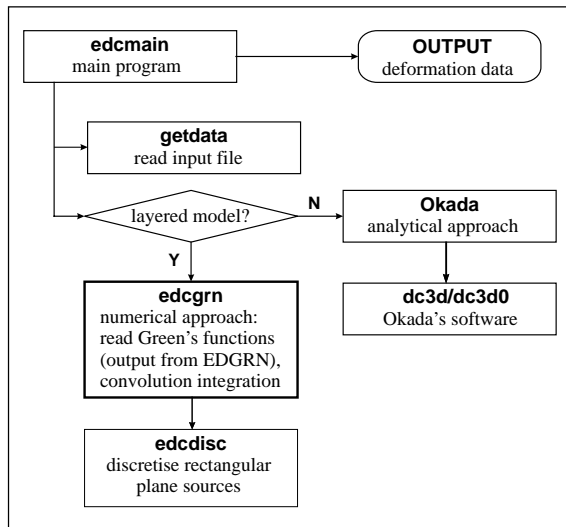 edcmain
main program
OUTPUT
deformation data
getdata
read input file
layered model?
N
Okada
analytical approach
Y
edcgrn
numerical approach:
read Green's functions
(output from EDGRN),
convolution integration
dc3d/dc3d0
Okada's software
edcdisc
discretise rectangular
plane sources